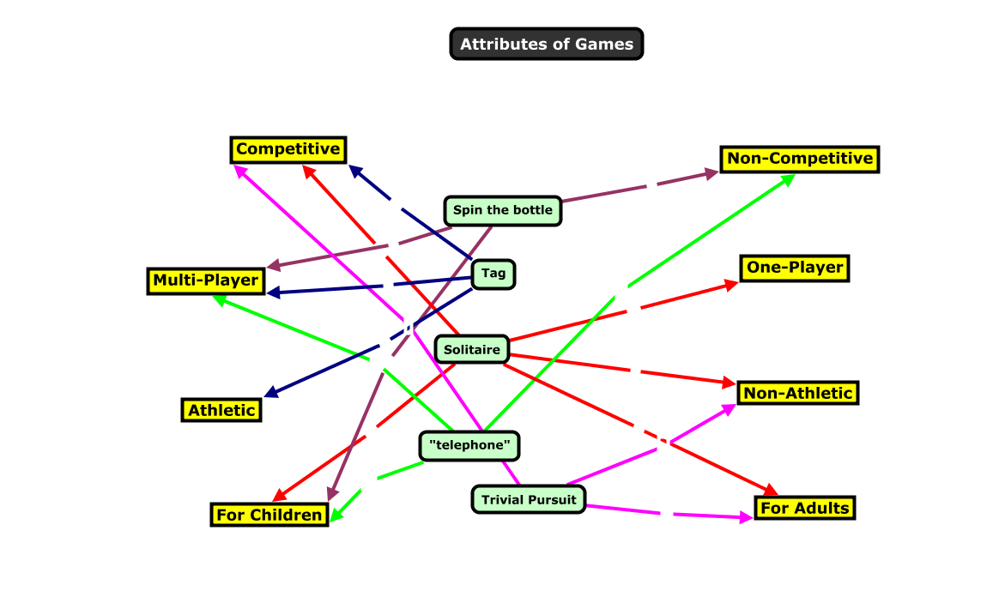 Attributes of Games
Competitive
Non-Competitive
Spin the bottle
Multi-Player
Tag
One-Player
Solitaire
Athletic
Non-Athletic
"telephone"
For Children
Trivial Pursuit
For Adults